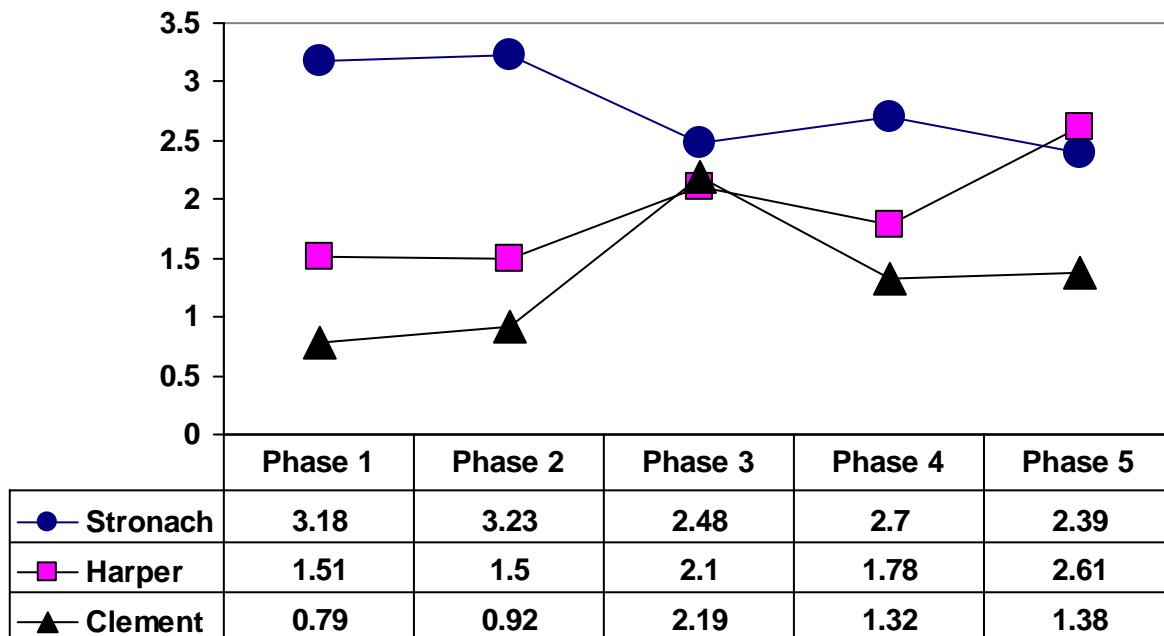 3.5
3
2.5
2
1.5
1
0.5
0
Phase 1 Phase 2 Phase 3 Phase 4 Phase 5
Stronach 3.18 3.23 2.48 2.7 2.39
Harper 1.51 1.5 2.1 1.78 2.61
Clement 0.79 0.92 2.19 1.32 1.38